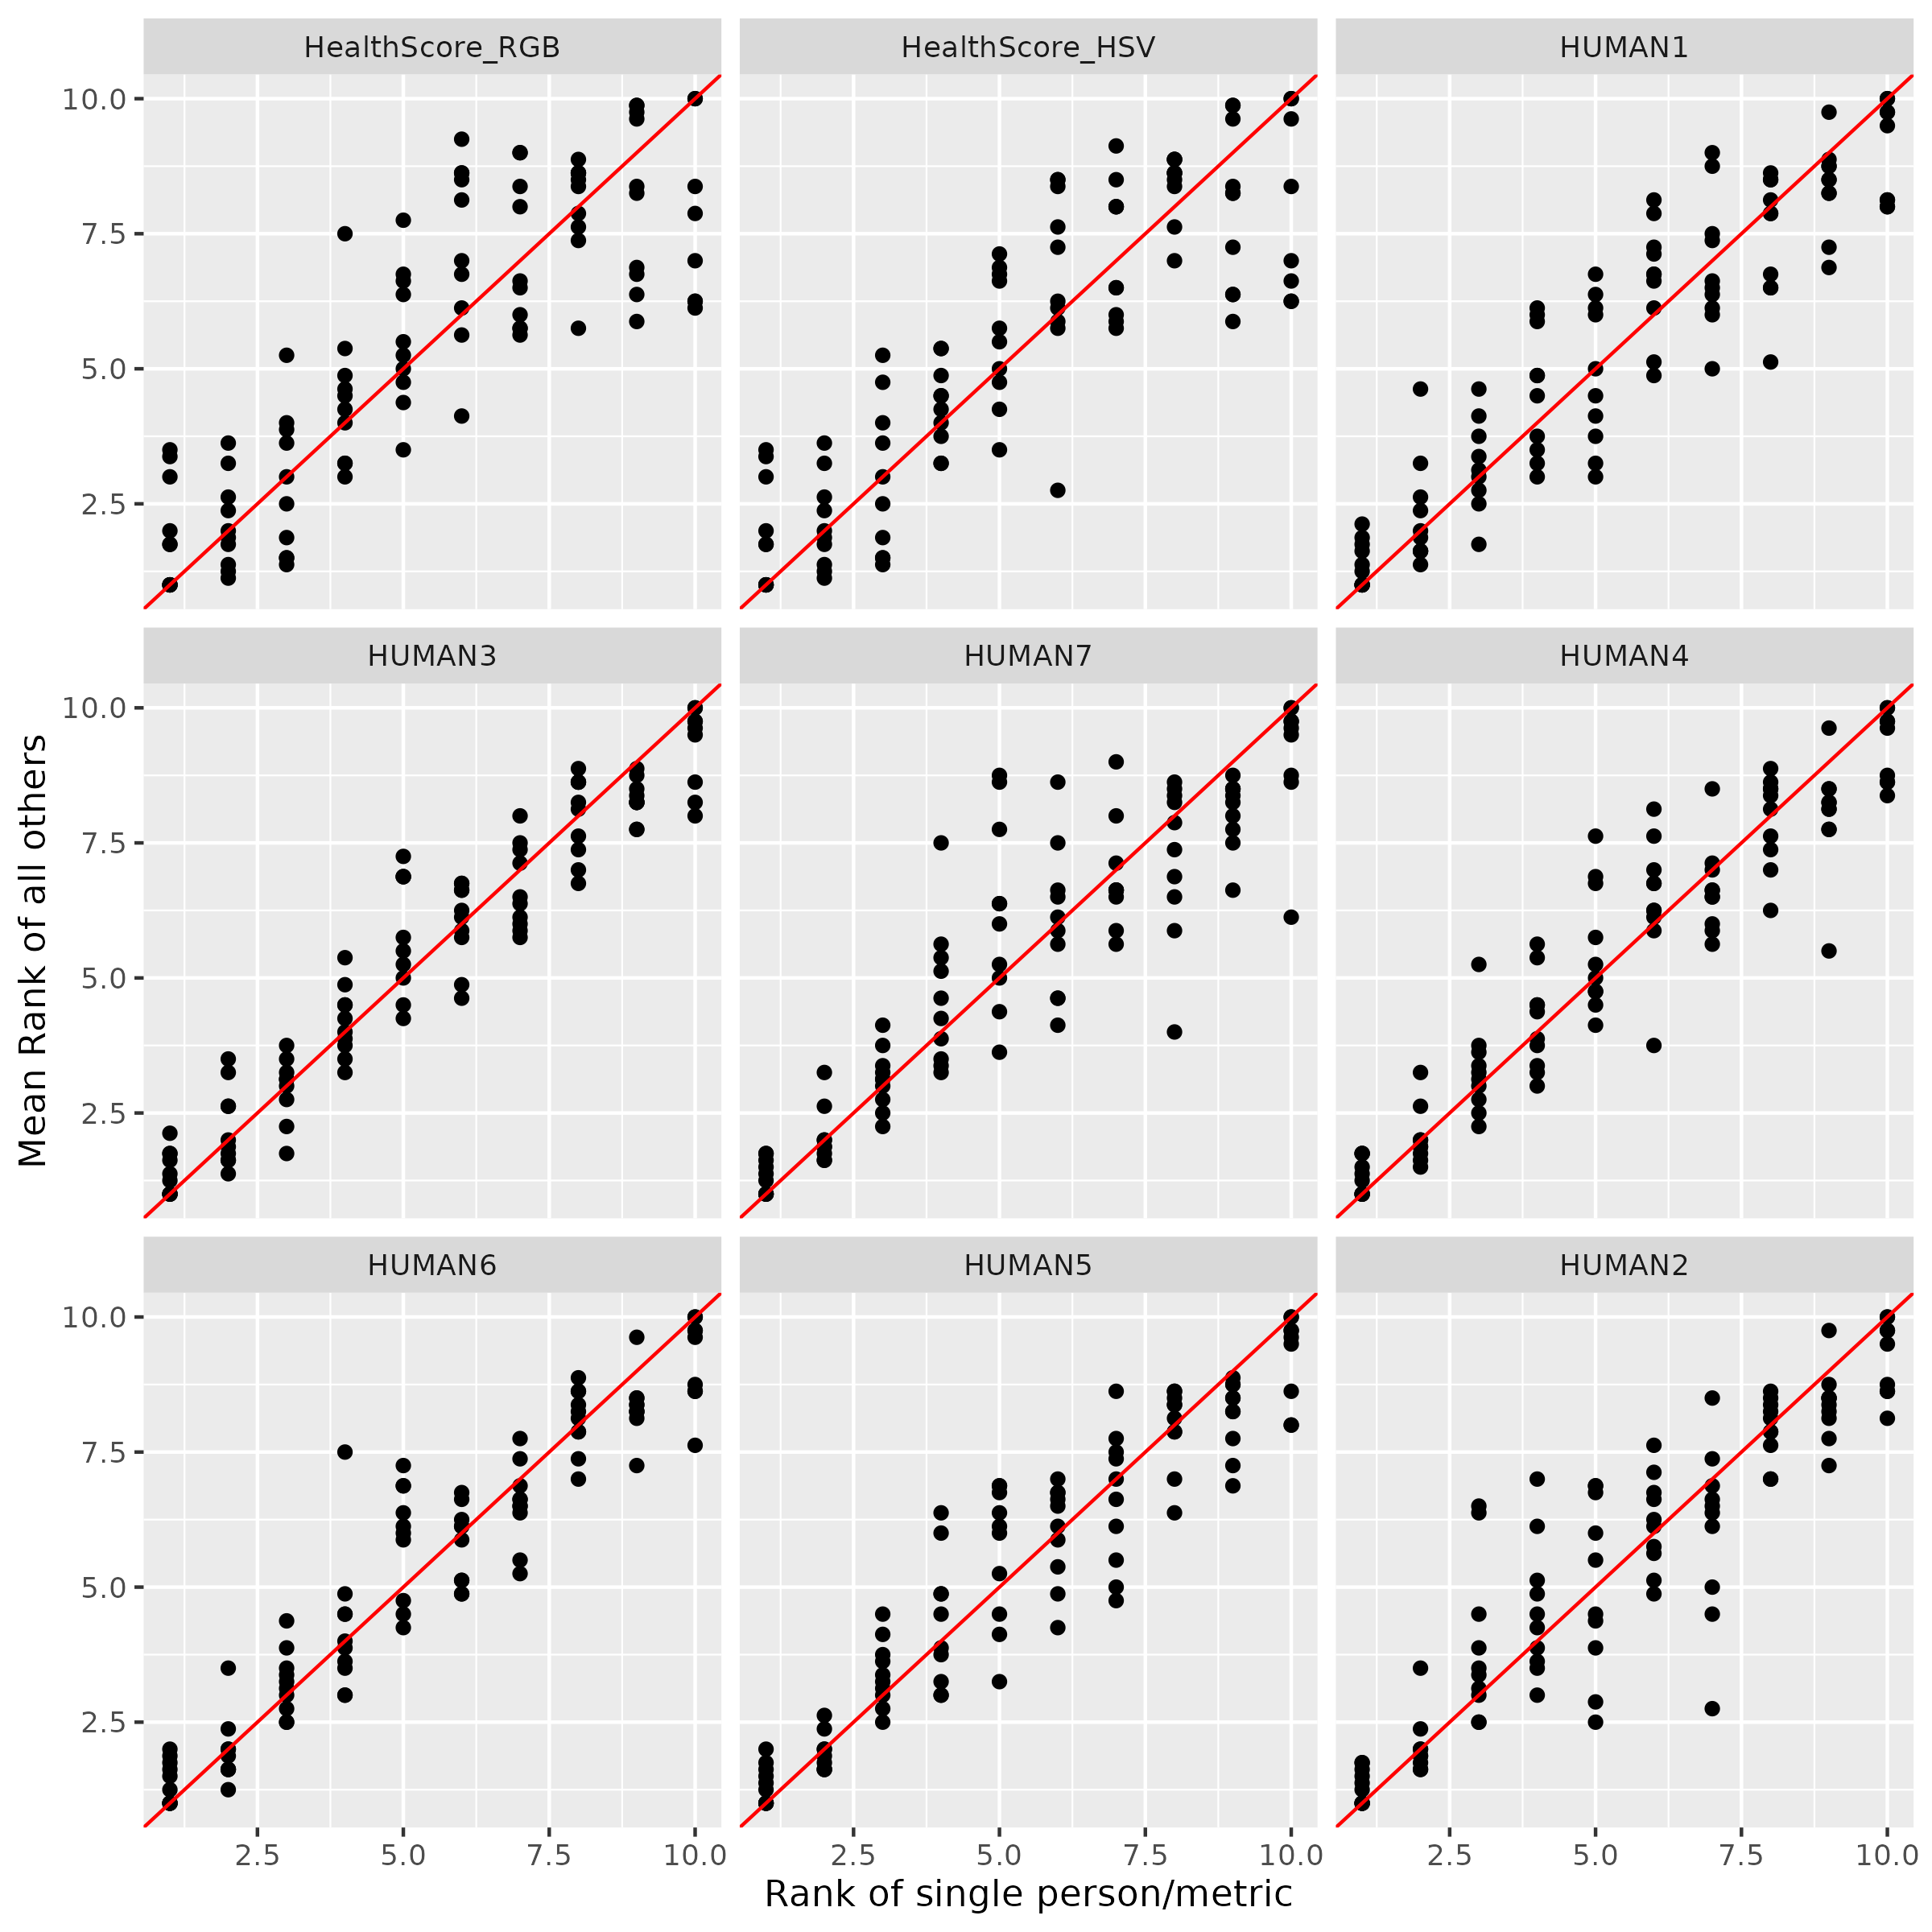 HealthScore_RGB HealthScore_HSV HUMAN1
10.0
7.5
5.0
2.5
HUMAN3 HUMAN7 HUMAN4
10.0
7.5
5.0
2.5
Mean Rank of all others
HUMAN6 HUMAN5 HUMAN2
10.0
7.5
5.0
2.5
2.5 5.0 7.5 10.0 2.5 5.0 7.5 10.0 2.5 5.0 7.5 10.0
Rank of single person/metric